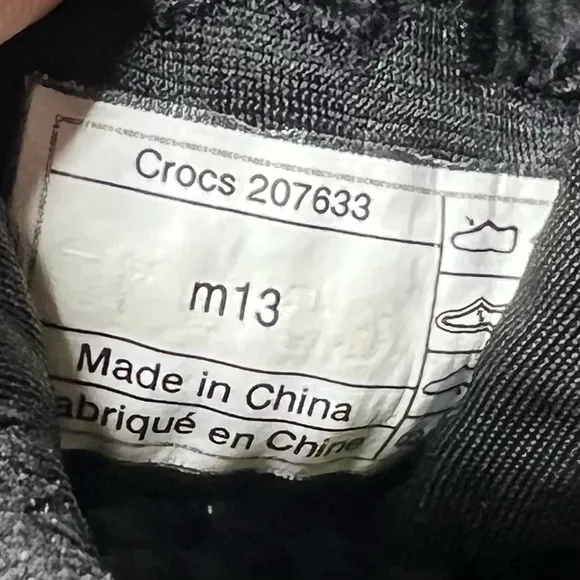 Crocs 207633
m13
Made in China
abriqué en Chine